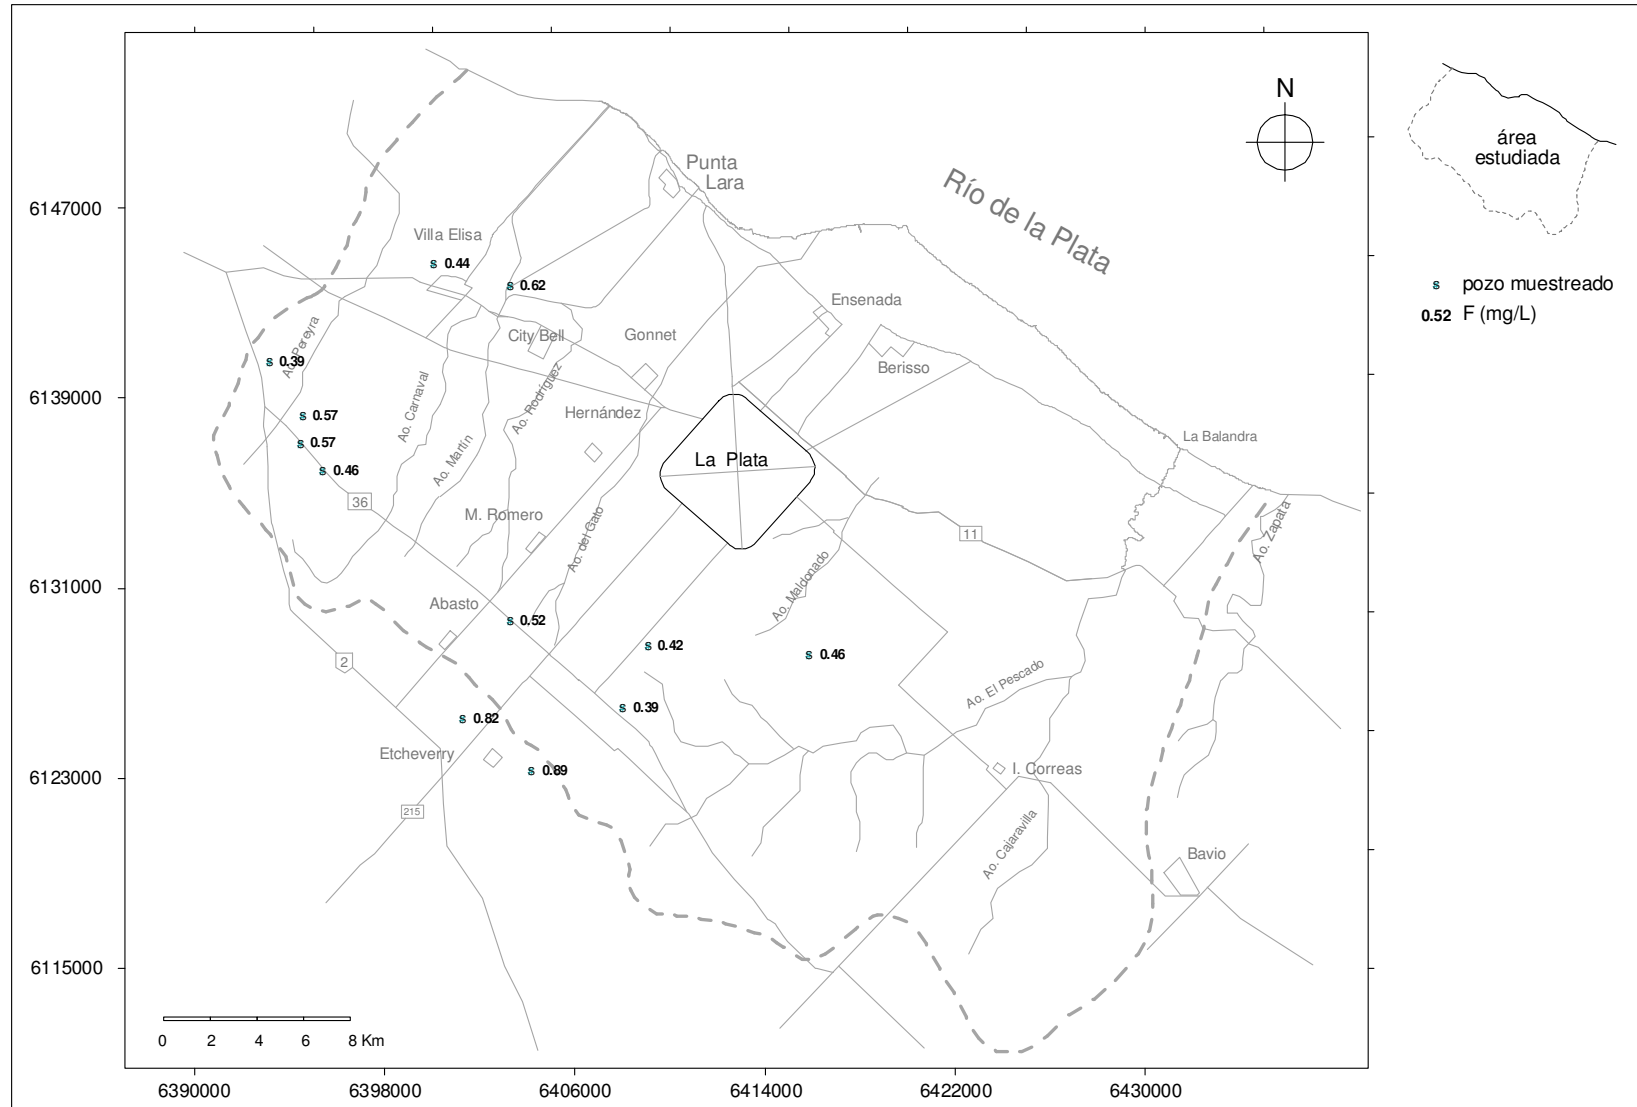 N
Punta
Lara
Río de la Plata
área
estudiada
6147000
Villa Elisa
s 0.44
s 0.62
s pozo muestreado
0.52 F (mg/L)
Ensenada
City Bell
Gonnet
Ao. Pereyra
s 0.39
Berisso
6139000
Ao. Carnaval
Ao. Rodríguez
Hernández
s 0.57
s 0.57
La Balandra
Ao. Martín
La Plata
s 0.46
36
M. Romero
Ao. del Gato
11
Ao. Zapata
6131000
Ao. Maldonado
Abasto
s 0.52
2
s 0.42
s 0.46
Ao. El Pescado
s 0.39
s 0.82
Etcheverry
s 0.89
6123000
I. Correas
215
Ao. Cajaravilla
Bavio
6115000
0 2 4 6 8 Km
6390000 6398000 6406000 6414000 6422000 6430000